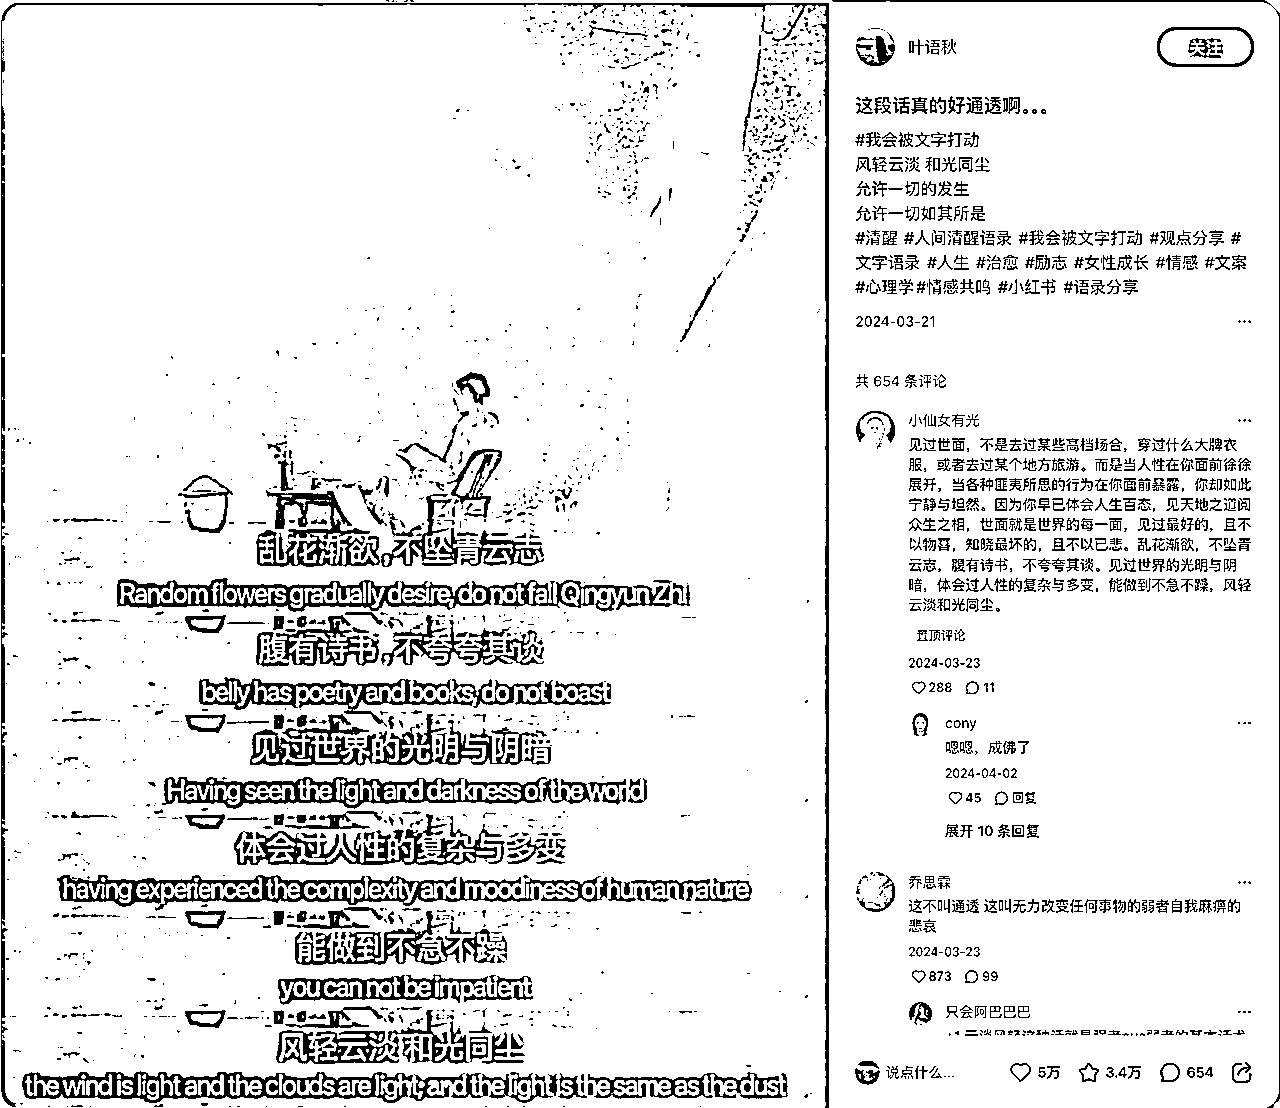 乱花渐欲,不坠青云志
Random flowers gradually desire, do not fall Qingyun Zhi
腹有诗书,不夸夸其谈
belly has poetry and books, do not boast
见过世界的光明与阴暗
Having seen the light and darkness of the world
体会过人性的复杂与多变
having experienced the complexity and moodiness of human nature
能做到不急不躁
you can not be impatient
风轻云淡和光同尘
the wind is light and the clouds are light, and the light is the same as the dust
叶语秋
关注
这段话真的好通透啊。。。
#我会被文字打动
风轻云淡 和光同尘
允许一切的发生
允许一切如其所是
#清醒 #人间清醒语录 #我会被文字打动 #观点分享 #
文字语录 #人生 #治愈 #励志 #女性成长 #情感 #文案
#心理学#情感共鸣 #小红书 #语录分享
2024-03-21
共 654 条评论
小仙女有光
见过世面，不是去过某些高档场合，穿过什么大牌衣
服，或者去过某个地方旅游。而是当人性在你面前徐徐
展开，当各种匪夷所思的行为在你面前暴露，你却如此
宁静与坦然。因为你早已体会人生百态，见天地之道阅
众生之相，世面就是世界的每一面，见过最好的，且不
以物喜，知晓最坏的，且不以己悲。乱花渐欲，不坠青
云志，腹有诗书，不夸夸其谈。见过世界的光明与阴
暗，体会过人性的复杂与多变，能做到不急不躁，风轻
云淡和光同尘。
置顶评论
2024-03-23
288 11
cony
嗯嗯，成佛了
2024-04-02
45 回复
展开 10 条回复
乔思霖
这不叫通透 这叫无力改变任何事物的弱者自我麻痹的
悲哀
2024-03-23
873 99
只会阿巴巴巴
说点什么...
5万 3.4万 654